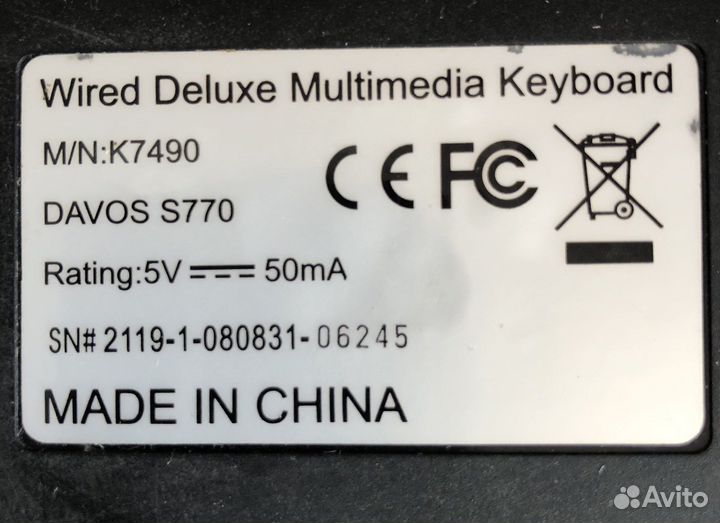 Wired Deluxe Multimedia Keyboard
M/N:K7490
CE FC
DAVOS S770
Rating:5V ⎓ 50mA
SN# 2119-1-080831-06245
MADE IN CHINA
Avito